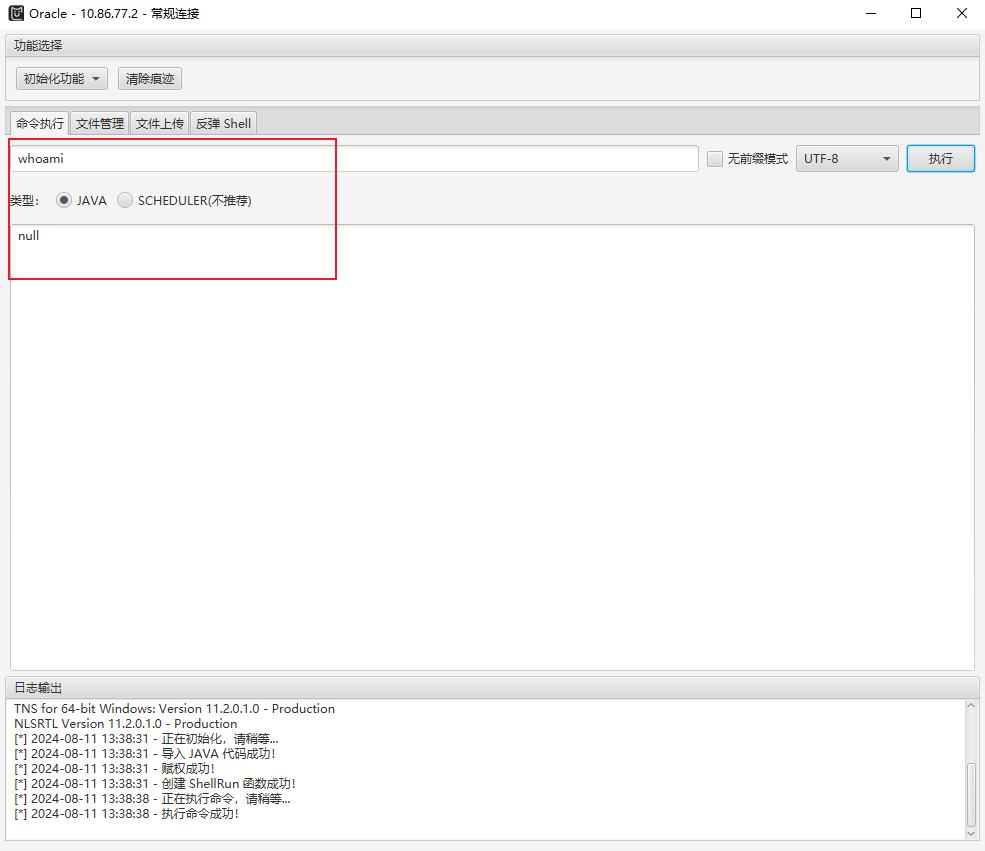 Oracle - 10.86.77.2 - 常规连接
功能选择
初始化功能 清除痕迹
命令执行 文件管理 文件上传 反弹 Shell
whoami 无前缀模式 UTF-8 执行
类型： JAVA SCHEDULER(不推荐)
null
日志输出
TNS for 64-bit Windows: Version 11.2.0.1.0 - Production
NLSRTL Version 11.2.0.1.0 - Production
[*] 2024-08-11 13:38:31 - 正在初始化，请稍等...
[*] 2024-08-11 13:38:31 - 导入 JAVA 代码成功！
[*] 2024-08-11 13:38:31 - 赋权成功！
[*] 2024-08-11 13:38:31 - 创建 ShellRun 函数成功！
[*] 2024-08-11 13:38:38 - 正在执行命令，请稍等...
[*] 2024-08-11 13:38:38 - 执行命令成功！